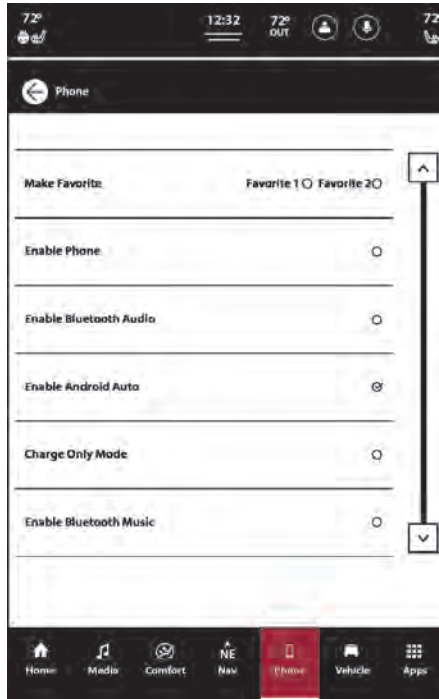 72° 12:32 72° OUT 72
Phone
Make Favorite Favorite 1 Favorite 2
Enable Phone
Enable Bluetooth Audio
Enable Android Auto
Charge Only Mode
Enable Bluetooth Music
NE
Home Media Comfort Nav Phone Vehicle Apps